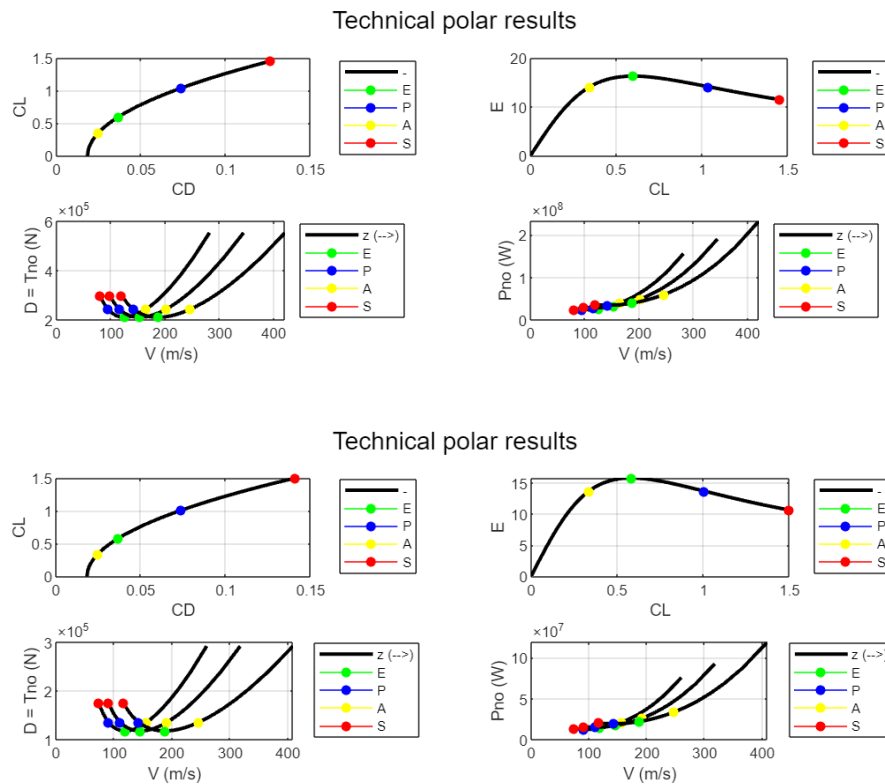 Technical polar results
1.5
1
0.5
0
CL
0 0.05 0.1 0.15
CD
-
E
P
A
S
20
10
0
E
0 0.5 1 1.5
CL
-
E
P
A
S
×10^5
6
4
2
D = Tno (N)
0 100 200 300 400
V (m/s)
z (-->)
E
P
A
S
×10^8
2
1
0
Pno (W)
0 100 200 300 400
V (m/s)
z (-->)
E
P
A
S
Technical polar results
1.5
1
0.5
0
CL
0 0.05 0.1 0.15
CD
-
E
P
A
S
15
10
5
0
E
0 0.5 1 1.5
CL
-
E
P
A
S
×10^5
3
2
1
D = Tno (N)
0 100 200 300 400
V (m/s)
z (-->)
E
P
A
S
×10^7
10
5
0
Pno (W)
0 100 200 300 400
V (m/s)
z (-->)
E
P
A
S